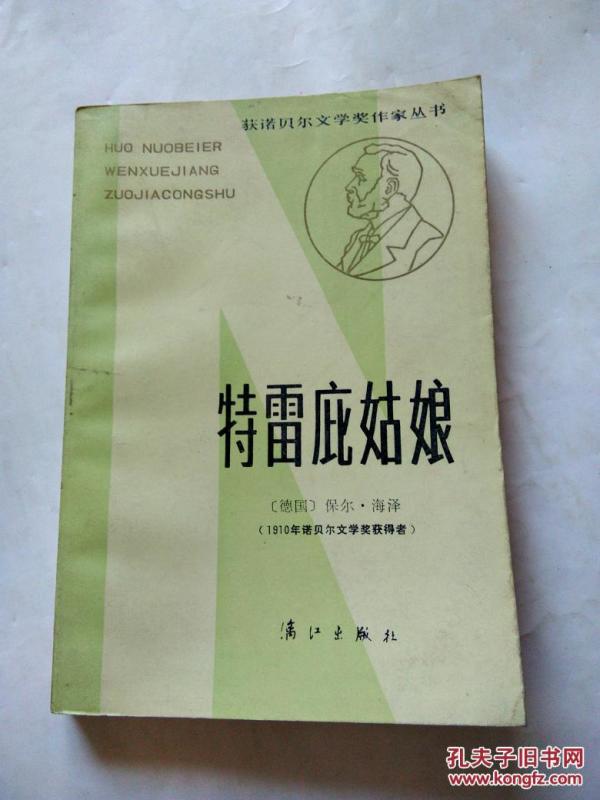 获诺贝尔文学奖作家丛书
HUO NUOBEIER
WENXUEJIANG
ZUOJIACONGSHU
特雷庇姑娘
〔德国〕保尔·海泽
（1910年诺贝尔文学奖获得者）
漓江出版社
孔夫子旧书网
www.kongfz.com